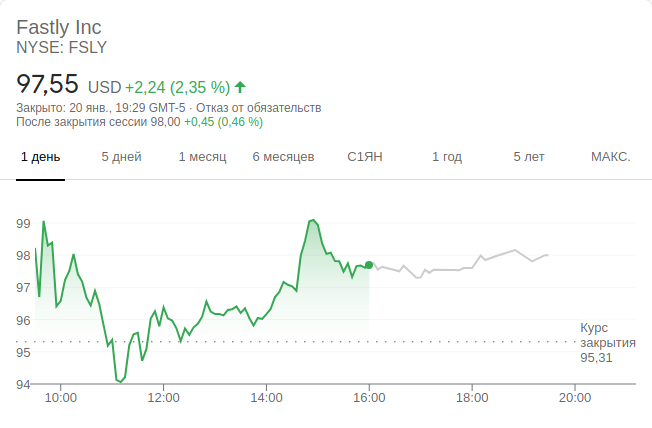 Fastly Inc
NYSE: FSLY
97,55 USD +2,24 (2,35 %)
Закрыто: 20 янв., 19:29 GMT-5 · Отказ от обязательств
После закрытия сессии 98,00 +0,45 (0,46 %)
1 день 5 дней 1 месяц 6 месяцев С1ЯН 1 год 5 лет МАКС.
99
98
97
96
95
94
Курс
закрытия
95,31
10:00 12:00 14:00 16:00 18:00 20:00